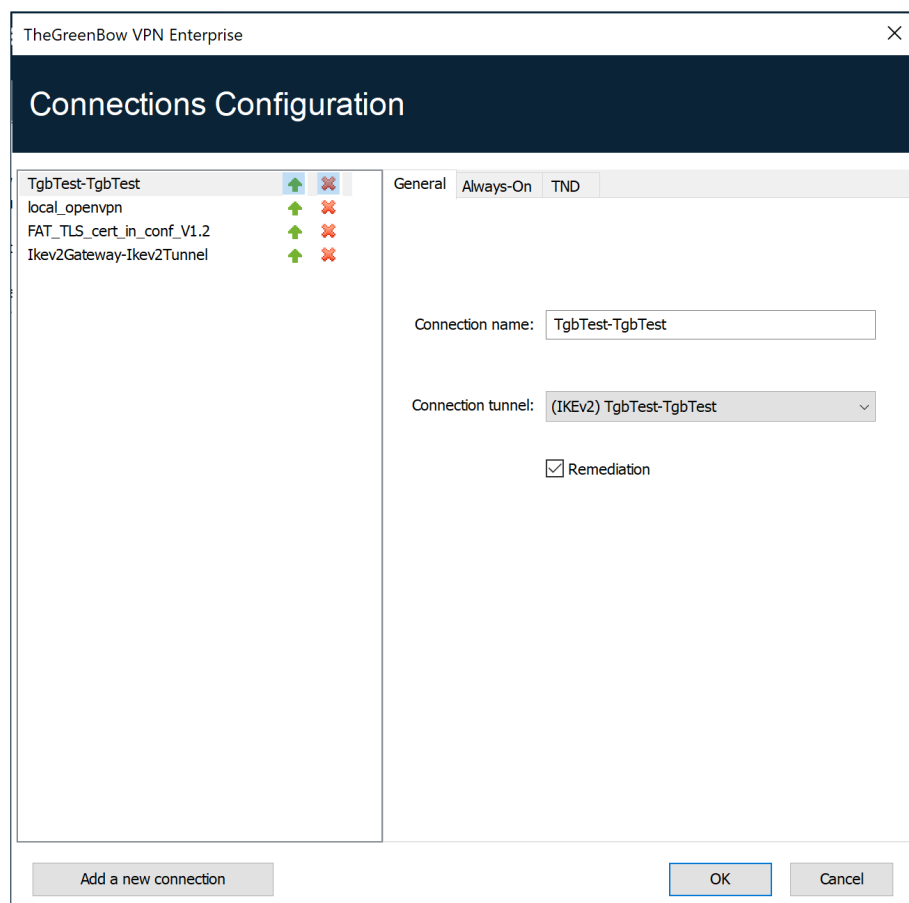 TheGreenBow VPN Enterprise
Connections Configuration
TgbTest-TgbTest
local_openvpn
FAT_TLS_cert_in_conf_V1.2
Ikev2Gateway-Ikev2Tunnel
General Always-On TND
Connection name: TgbTest-TgbTest
Connection tunnel: (IKEv2) TgbTest-TgbTest
Remediation
Add a new connection
OK Cancel